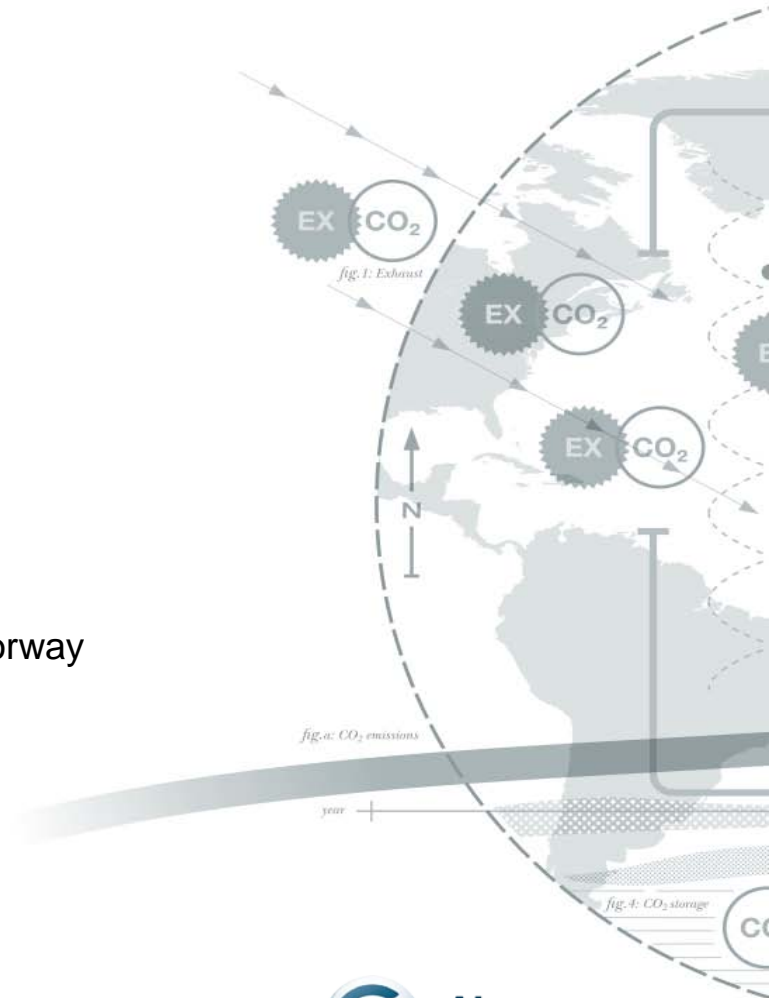 EX CO₂
fig.1: Exhaust
EX CO₂
EX CO₂
N
orway
fig.a: CO₂ emissions
year
fig.4: CO₂ storage